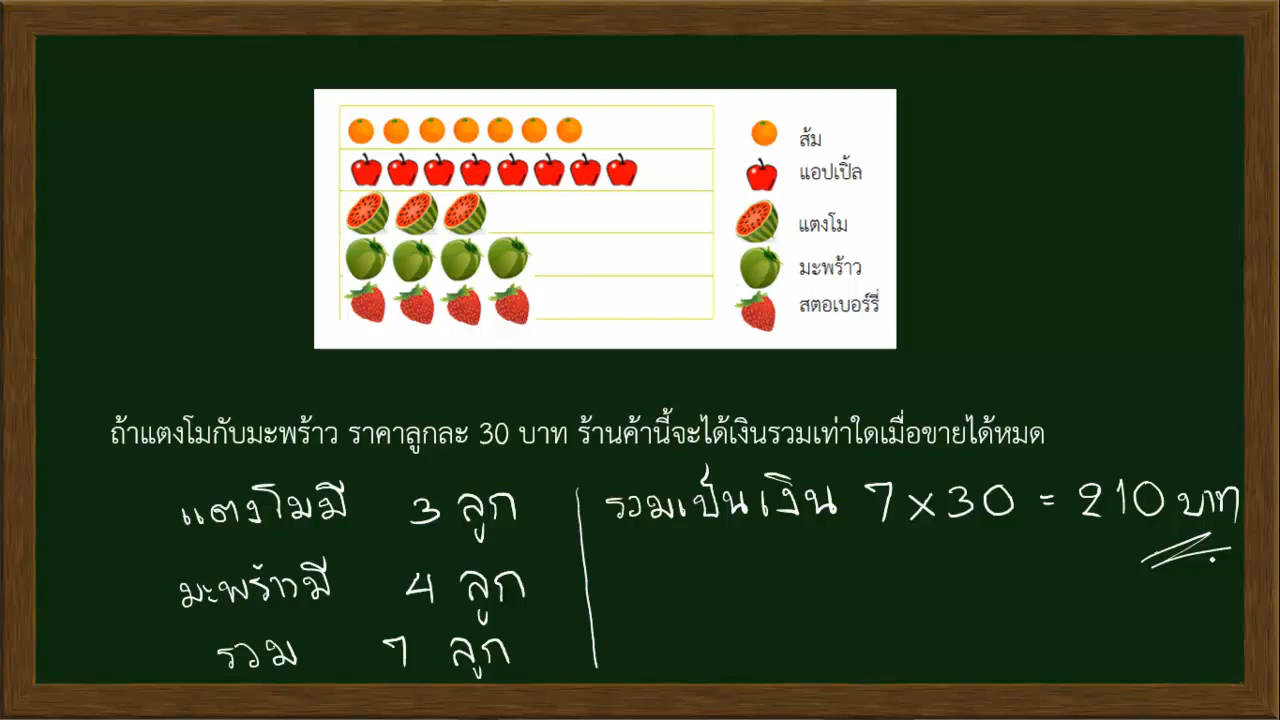 ส้ม
แอปเปิ้ล
แตงโม
มะพร้าว
สตอเบอร์รี่
ถ้าแตงโมกับมะพร้าว ราคาลูกละ 30 บาท ร้านค้านี้จะได้เงินรวมเท่าใดเมื่อขายได้หมด
แตงโมมี 3 ลูก
มะพร้าวมี 4 ลูก
รวม 7 ลูก
รวมเป็นเงิน 7 × 30 = 210 บาท